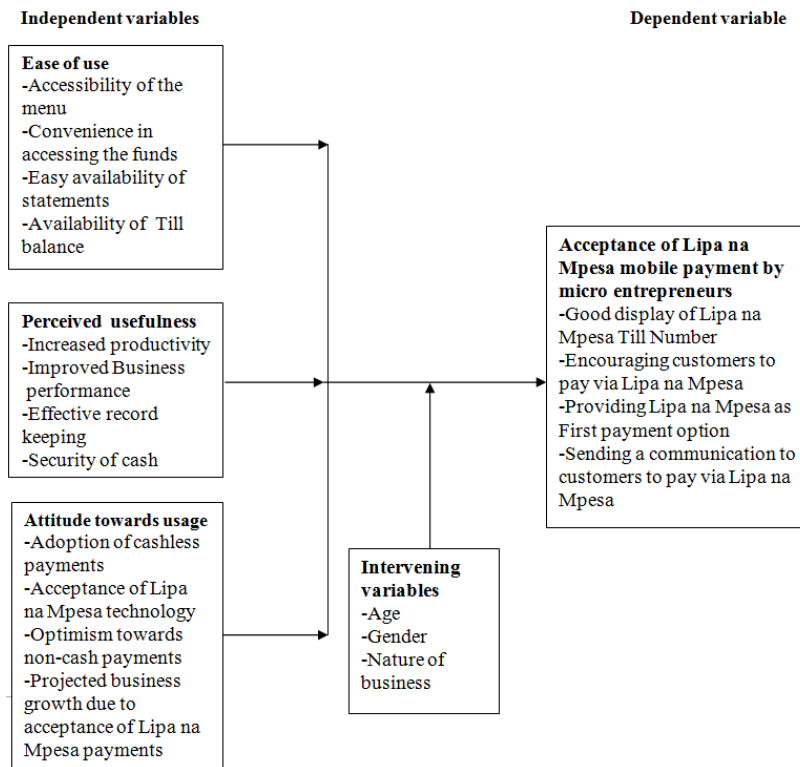 Independent variables
Dependent variable
Ease of use
-Accessibility of the
menu
-Convenience in
accessing the funds
-Easy availability of
statements
-Availability of Till
balance
Perceived usefulness
-Increased productivity
-Improved Business
performance
-Effective record
keeping
-Security of cash
Attitude towards usage
-Adoption of cashless
payments
-Acceptance of Lipa
na Mpesa technology
-Optimism towards
non-cash payments
-Projected business
growth due to
acceptance of Lipa na
Mpesa payments
Intervening
variables
-Age
-Gender
-Nature of
business
Acceptance of Lipa na
Mpesa mobile payment by
micro entrepreneurs
-Good display of Lipa na
Mpesa Till Number
-Encouraging customers to
pay via Lipa na Mpesa
-Providing Lipa na Mpesa as
First payment option
-Sending a communication to
customers to pay via Lipa na
Mpesa